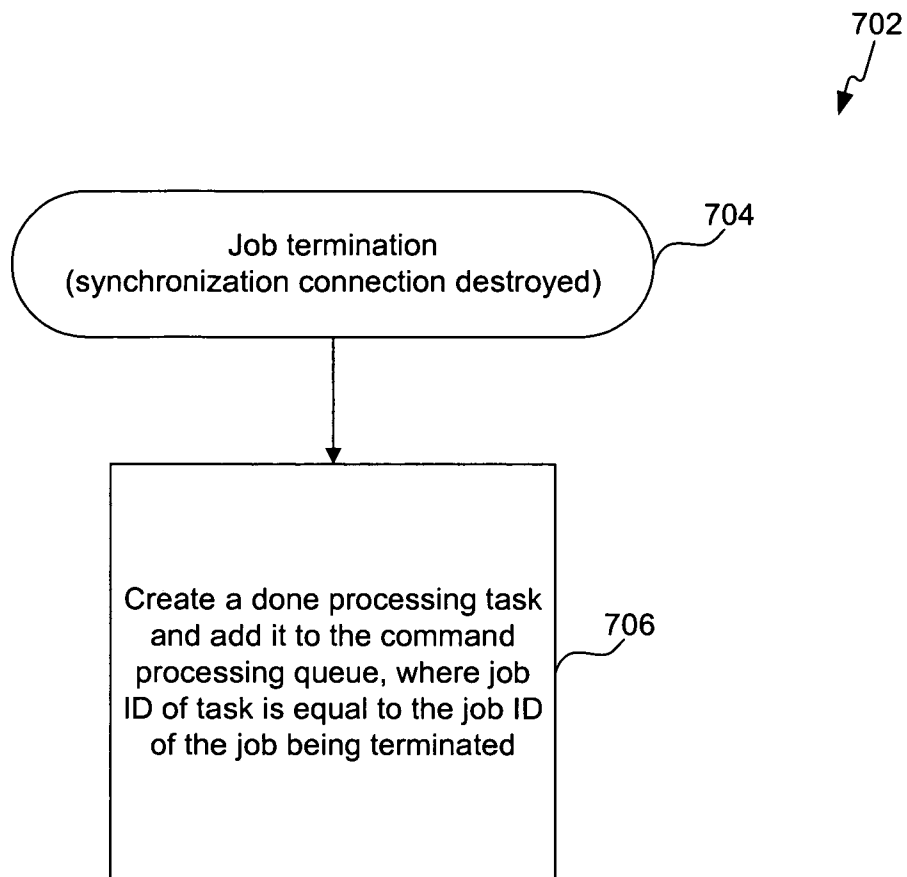 702
704
Job termination
(synchronization connection destroyed)
Create a done processing task
and add it to the command
processing queue, where job
ID of task is equal to the job ID
of the job being terminated
706